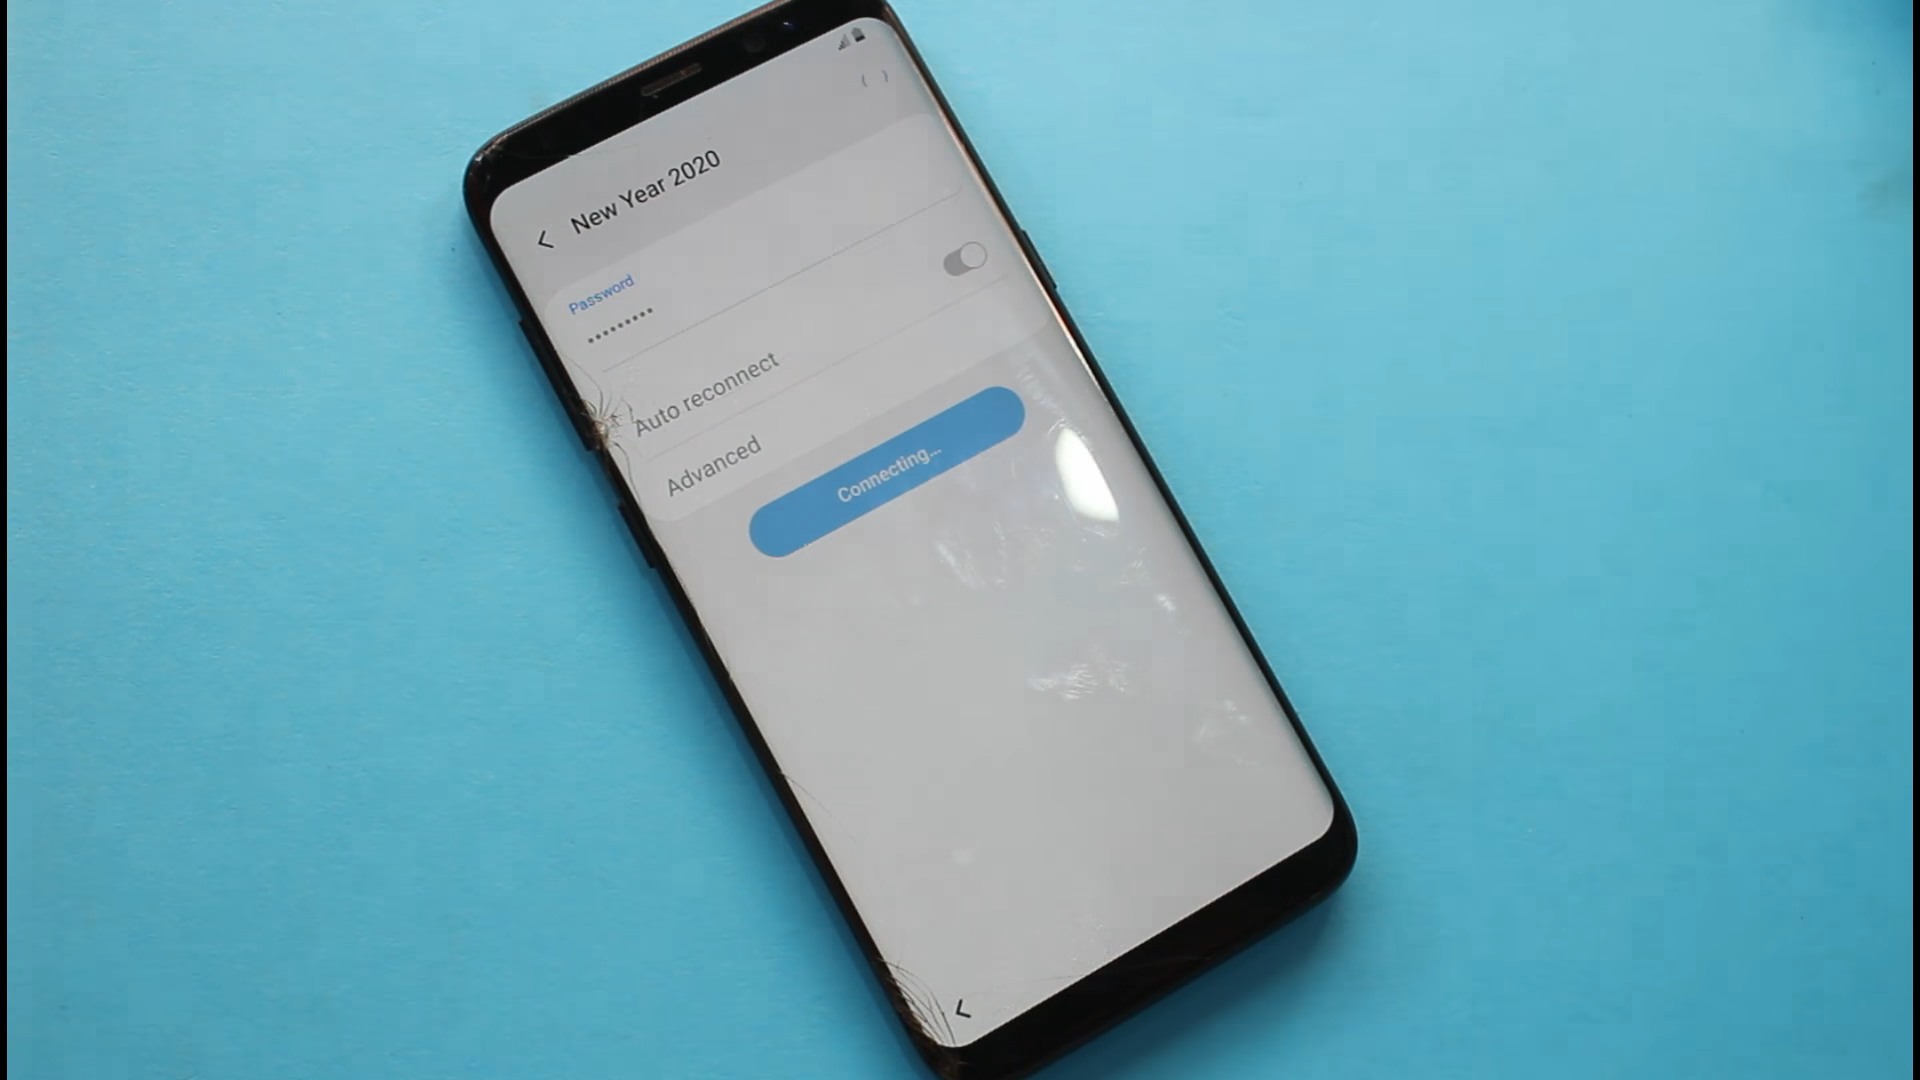 New Year 2020
Password
•••••••••
Auto reconnect
Advanced
Connecting...